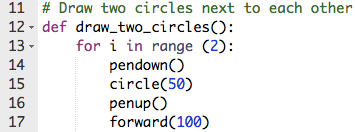 11 # Draw two circles next to each other
12 def draw_two_circles():
13     for i in range (2):
14         pendown()
15         circle(50)
16         penup()
17         forward(100)